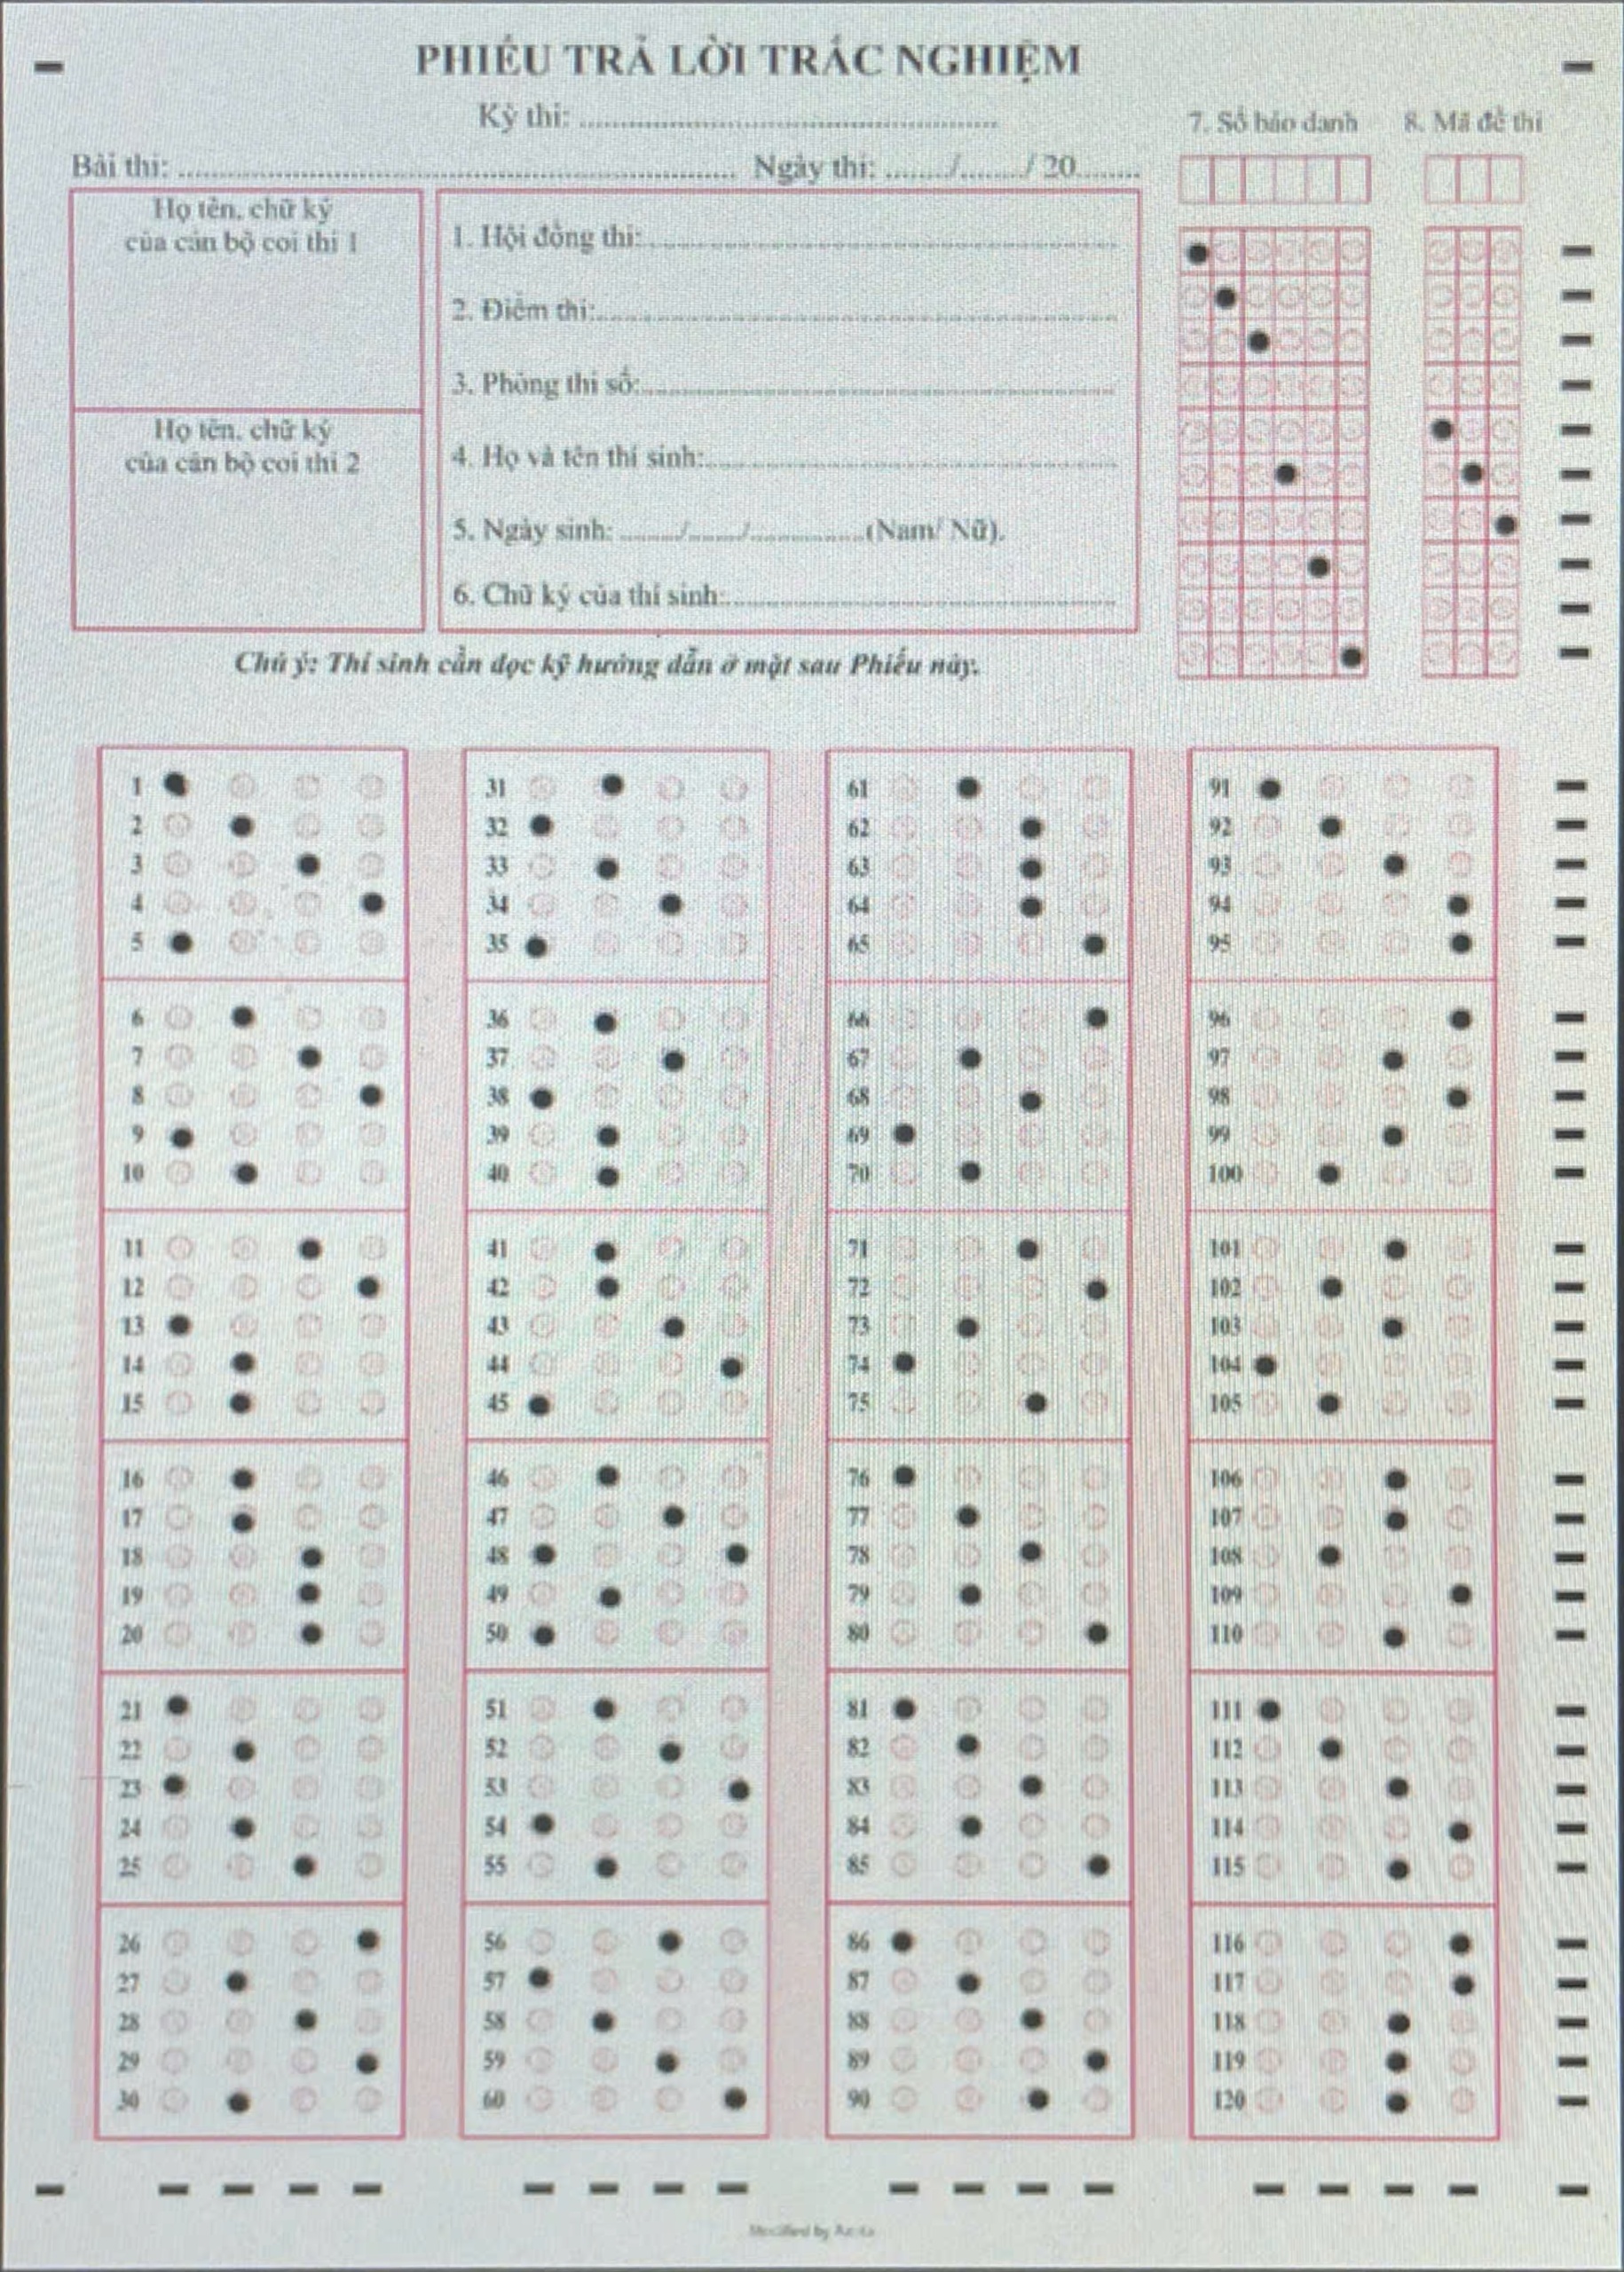 PHIẾU TRẢ LỜI TRẮC NGHIỆM
Kỳ thi: ..........................................
7. Số báo danh
8. Mã đề thi
Bài thi: .......................................... Ngày thi: ......./......../ 20........
Họ tên, chữ ký
của cán bộ coi thi 1
Họ tên, chữ ký
của cán bộ coi thi 2
1. Hội đồng thi:..........................................
2. Điểm thi:..........................................
3. Phòng thi số:..........................................
4. Họ và tên thí sinh:..........................................
5. Ngày sinh: ......./......./..............(Nam/ Nữ).
6. Chữ ký của thí sinh:..........................................
Chú ý: Thí sinh cần đọc kỹ hướng dẫn ở mặt sau Phiếu này.
1 31 61 91
2 32 62 92
3 33 63 93
4 34 64 94
5 35 65 95
6 36 66 96
7 37 67 97
8 38 68 98
9 39 69 99
10 40 70 100
11 41 71 101
12 42 72 102
13 43 73 103
14 44 74 104
15 45 75 105
16 46 76 106
17 47 77 107
18 48 78 108
19 49 79 109
20 50 80 110
21 51 81 111
22 52 82 112
23 53 83 113
24 54 84 114
25 55 85 115
26 56 86 116
27 57 87 117
28 58 88 118
29 59 89 119
30 60 90 120
Modified by